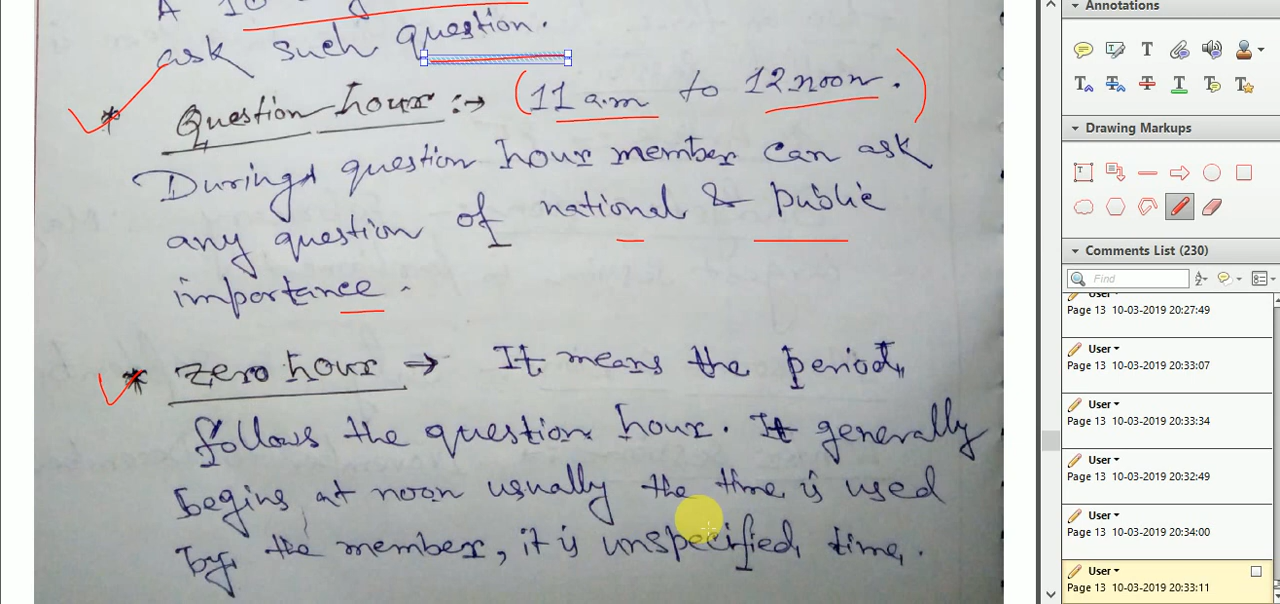 ask such question.
* Question hour :→ (11 a.m to 12 noon.)
During question hour member can ask
any question of national & public
importance.
* Zero hour → It means the period,
follows the question hour. It generally
begins at noon usually the time is used
by the member, it is unspecified time.
Annotations
Drawing Markups
Comments List (230)
Find
User
Page 13 10-03-2019 20:27:49
User
Page 13 10-03-2019 20:33:07
User
Page 13 10-03-2019 20:33:34
User
Page 13 10-03-2019 20:32:49
User
Page 13 10-03-2019 20:34:00
User
Page 13 10-03-2019 20:33:11